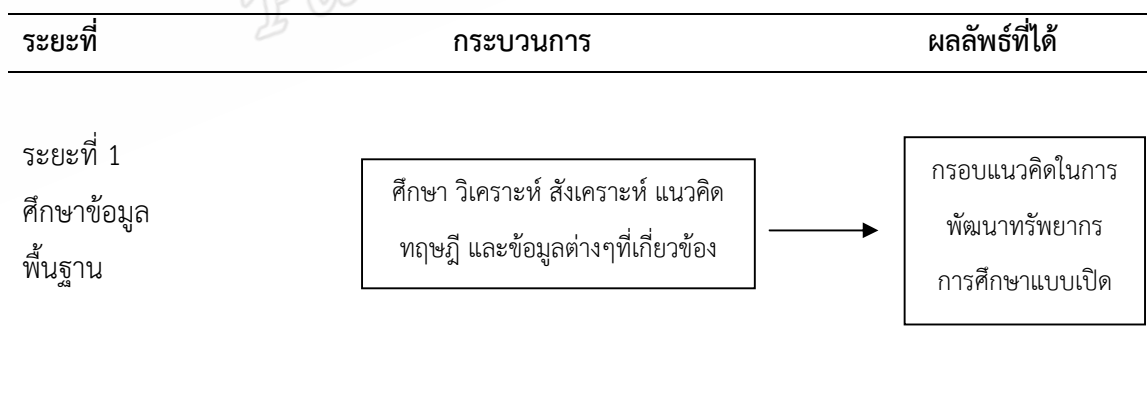 ระยะที่ กระบวนการ ผลลัพธ์ที่ได้
ระยะที่ 1
ศึกษาข้อมูล
พื้นฐาน
ศึกษา วิเคราะห์ สังเคราะห์ แนวคิด
ทฤษฎี และข้อมูลต่างๆที่เกี่ยวข้อง
กรอบแนวคิดในการ
พัฒนาทรัพยากร
การศึกษาแบบเปิด